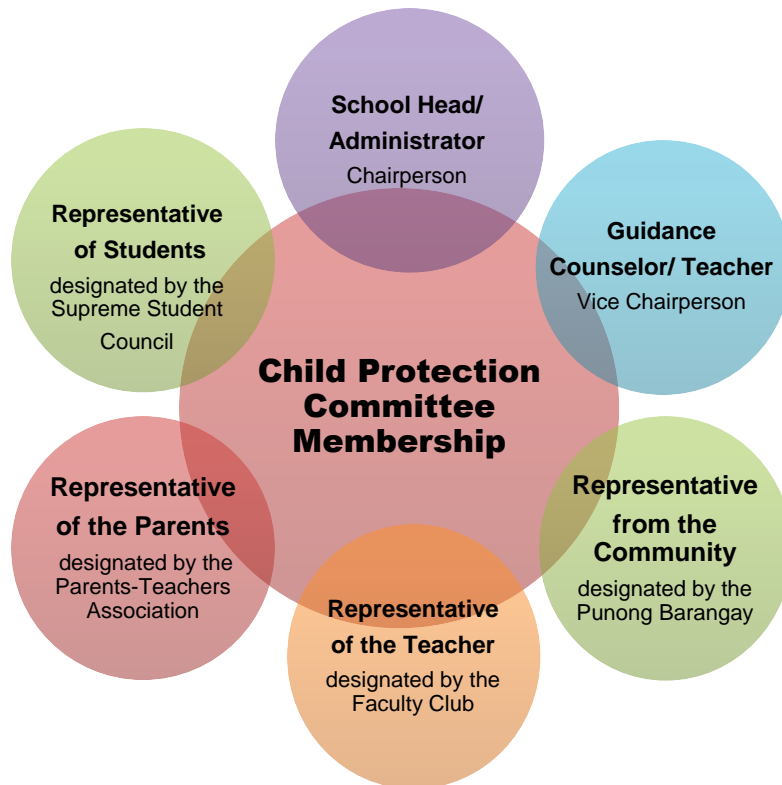 School Head/
Administrator
Chairperson
Guidance
Counselor/ Teacher
Vice Chairperson
Representative
from the
Community
designated by the
Punong Barangay
Representative
of the Teacher
designated by the
Faculty Club
Representative
of the Parents
designated by the
Parents-Teachers
Association
Representative
of Students
designated by the
Supreme Student
Council
Child Protection
Committee
Membership